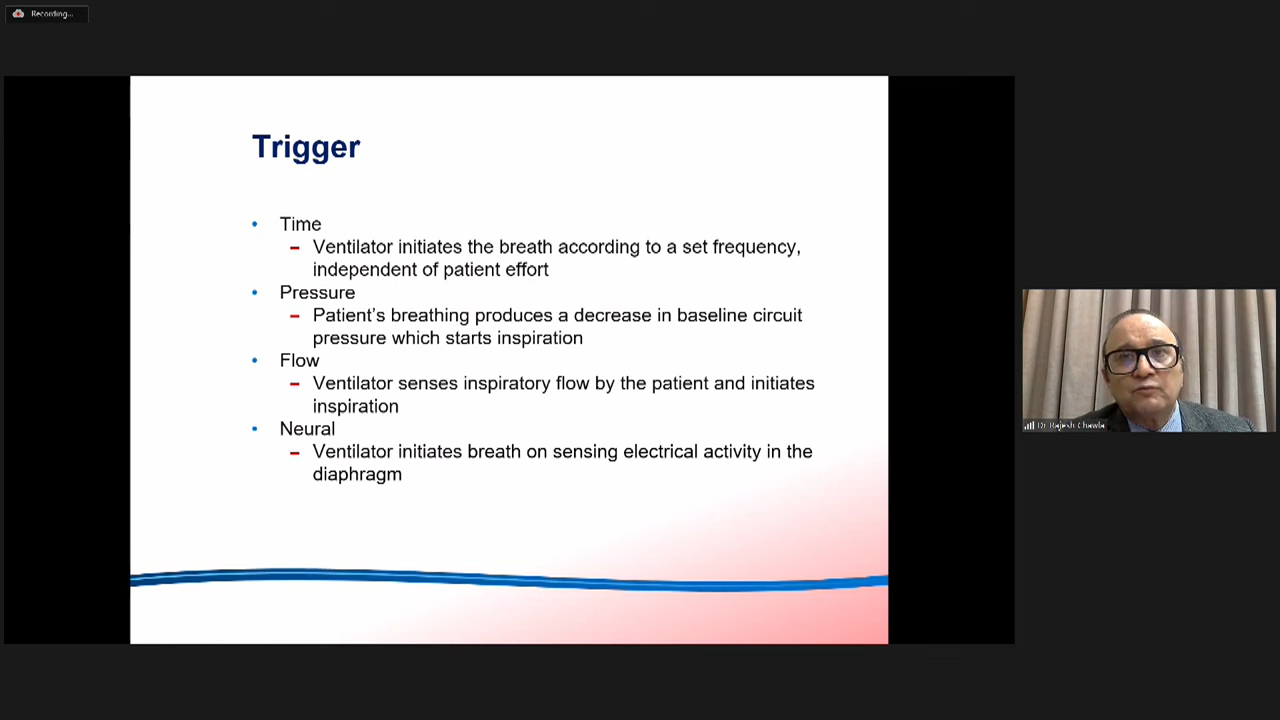 Recording...
Trigger
• Time
– Ventilator initiates the breath according to a set frequency,
independent of patient effort
• Pressure
– Patient's breathing produces a decrease in baseline circuit
pressure which starts inspiration
• Flow
– Ventilator senses inspiratory flow by the patient and initiates
inspiration
• Neural
– Ventilator initiates breath on sensing electrical activity in the
diaphragm
Dr Rajesh Chawla